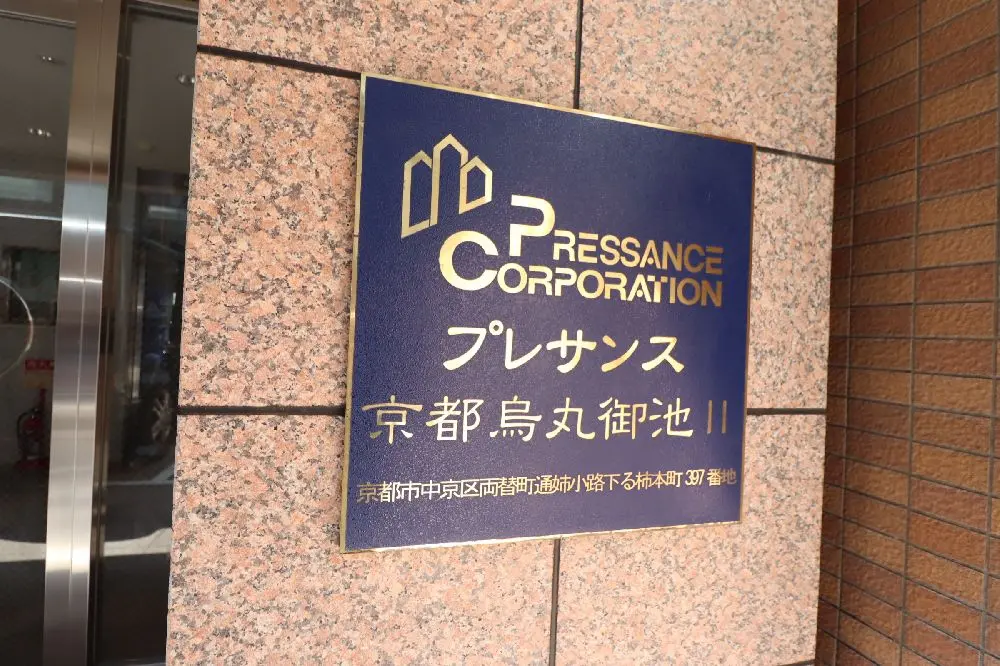 PRESSANCE
CORPORATION
プレサンス
京都烏丸御池II
京都市中京区両替町通姉小路下る柿本町397番地